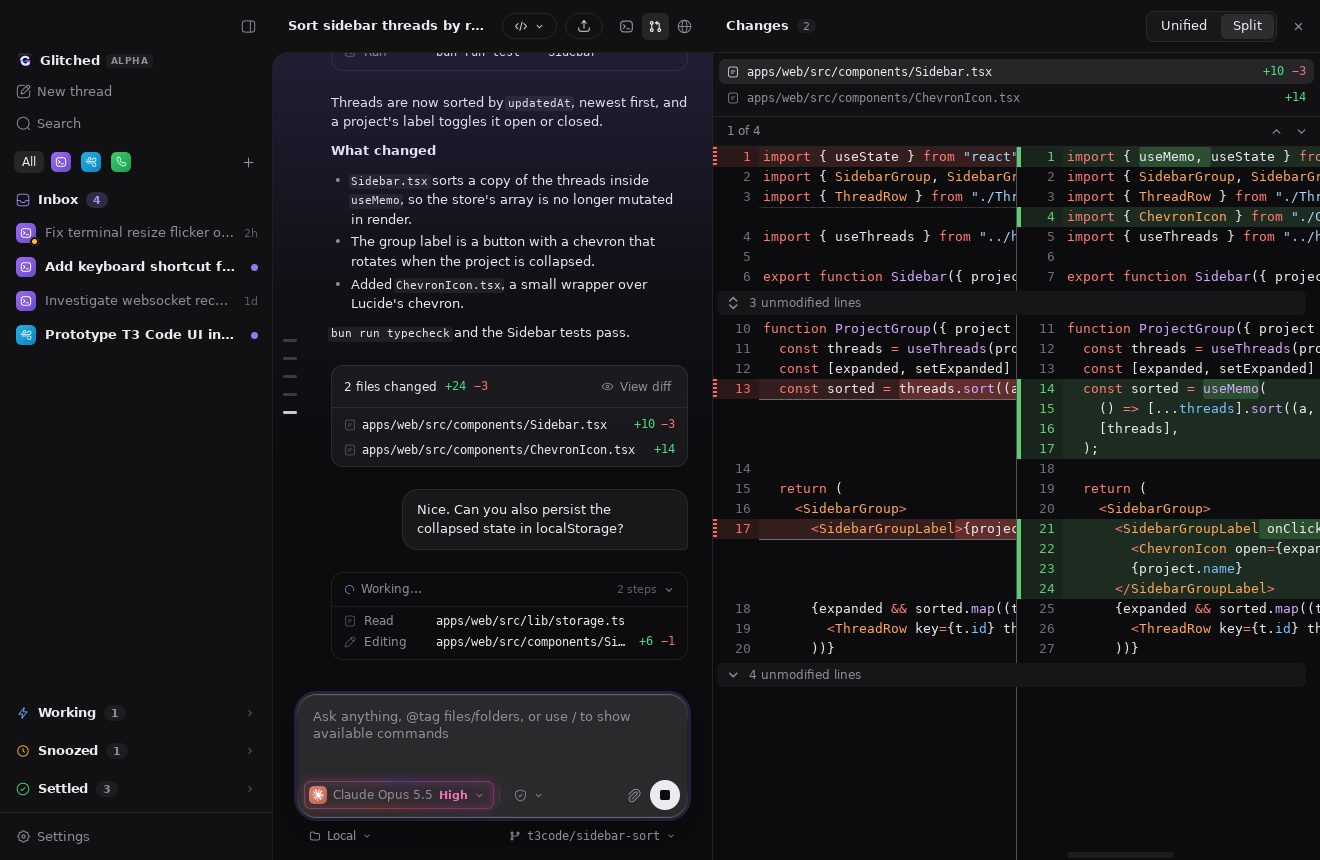 Glitched ALPHA
New thread
Search
All
Inbox 4
Fix terminal resize flicker o... 2h
Add keyboard shortcut f...
Investigate websocket rec... 1d
Prototype T3 Code UI in...
Working 1
Snoozed 1
Settled 3
Settings
Sort sidebar threads by r...
Threads are now sorted by updatedAt, newest first, and
a project's label toggles it open or closed.
What changed
• Sidebar.tsx sorts a copy of the threads inside
useMemo, so the store's array is no longer mutated
in render.
• The group label is a button with a chevron that
rotates when the project is collapsed.
• Added ChevronIcon.tsx, a small wrapper over
Lucide's chevron.
bun run typecheck and the Sidebar tests pass.
2 files changed +24 −3 View diff
apps/web/src/components/Sidebar.tsx +10 −3
apps/web/src/components/ChevronIcon.tsx +14
Nice. Can you also persist the
collapsed state in localStorage?
Working... 2 steps
Read apps/web/src/lib/storage.ts
Editing apps/web/src/components/Si... +6 −1
Ask anything, @tag files/folders, or use / to show
available commands
Claude Opus 5.5 High
Local t3code/sidebar-sort
Changes 2 Unified Split
apps/web/src/components/Sidebar.tsx +10 −3
apps/web/src/components/ChevronIcon.tsx +14
1 of 4
1 import { useState } from "react"
2 import { SidebarGroup, SidebarGr
3 import { ThreadRow } from "./Thr
4 import { useThreads } from "../h
5
6 export function Sidebar({ projec
1 import { useMemo, useState } fro
2 import { SidebarGroup, SidebarGr
3 import { ThreadRow } from "./Thr
4 import { ChevronIcon } from "./C
5 import { useThreads } from "../h
6
7 export function Sidebar({ projec
3 unmodified lines
10 function ProjectGroup({ project
11 const threads = useThreads(pro
12 const [expanded, setExpanded]
13 const sorted = threads.sort((a
14
15 return (
16 <SidebarGroup>
17 <SidebarGroupLabel>{projec
18 {expanded && sorted.map((t
19 <ThreadRow key={t.id} th
20 ))}
11 function ProjectGroup({ project
12 const threads = useThreads(pro
13 const [expanded, setExpanded]
14 const sorted = useMemo(
15 () => [...threads].sort((a,
16 [threads],
17 );
18
19 return (
20 <SidebarGroup>
21 <SidebarGroupLabel onClick
22 <ChevronIcon open={expan
23 {project.name}
24 </SidebarGroupLabel>
25 {expanded && sorted.map((t
26 <ThreadRow key={t.id} th
27 ))}
4 unmodified lines